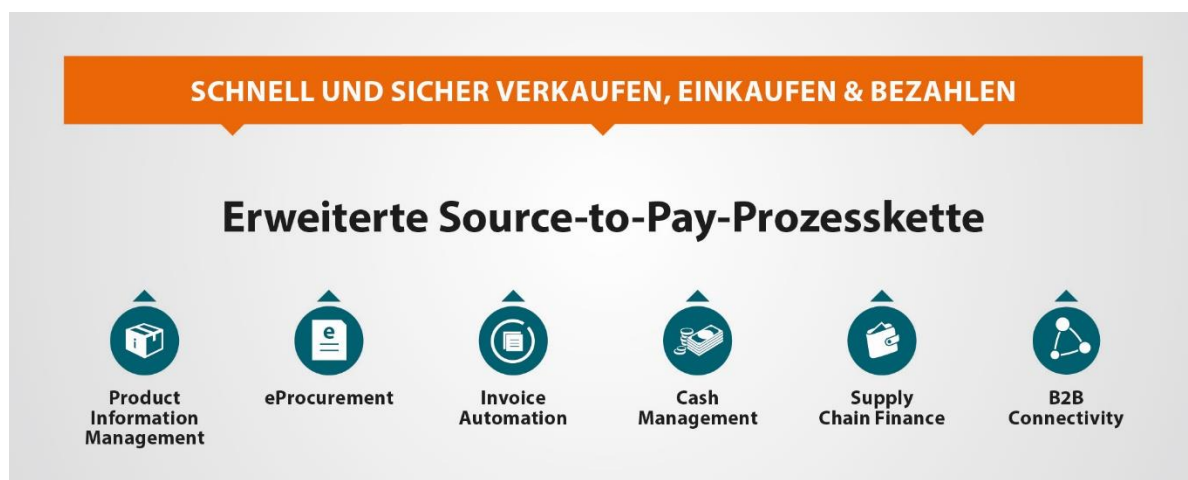 SCHNELL UND SICHER VERKAUFEN, EINKAUFEN & BEZAHLEN
Erweiterte Source-to-Pay-Prozesskette
i
Product
Information
Management
e
eProcurement
Invoice
Automation
Cash
Management
Supply
Chain Finance
B2B
Connectivity